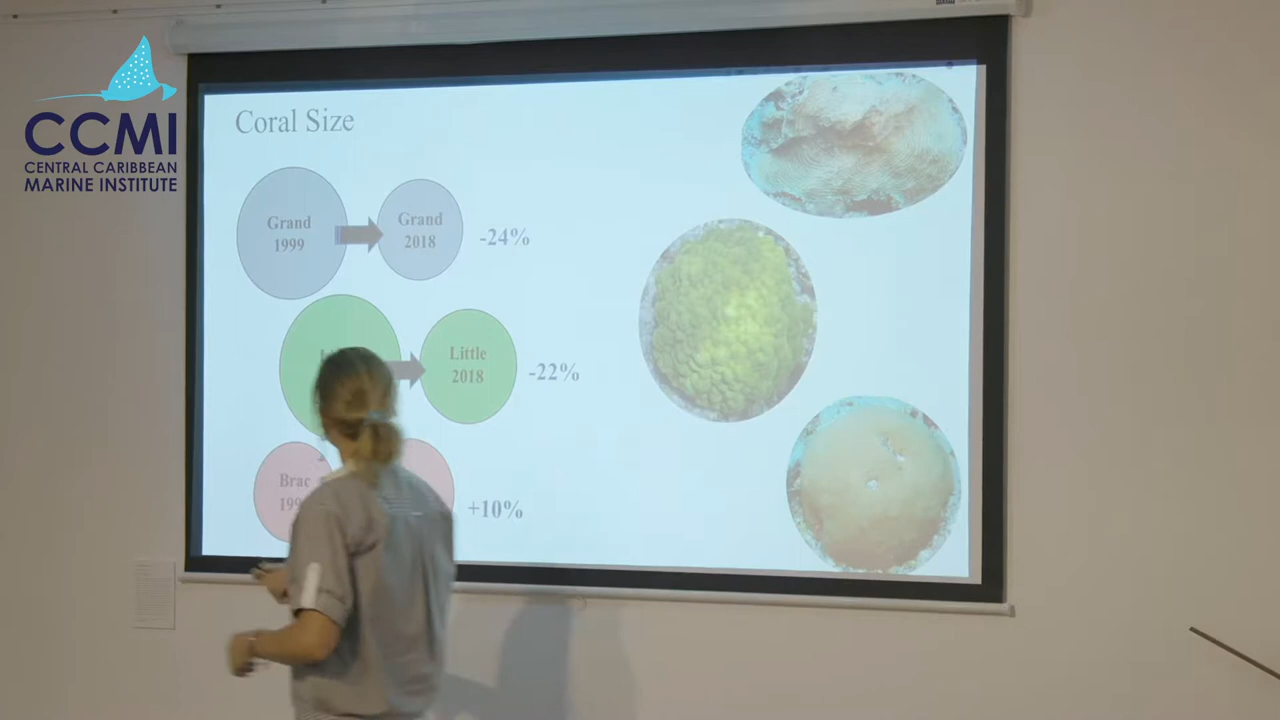 CCMI
CENTRAL CARIBBEAN
MARINE INSTITUTE
Coral Size
Grand
1999
Grand
2018
-24%
Little
2018
-22%
Brac
+10%